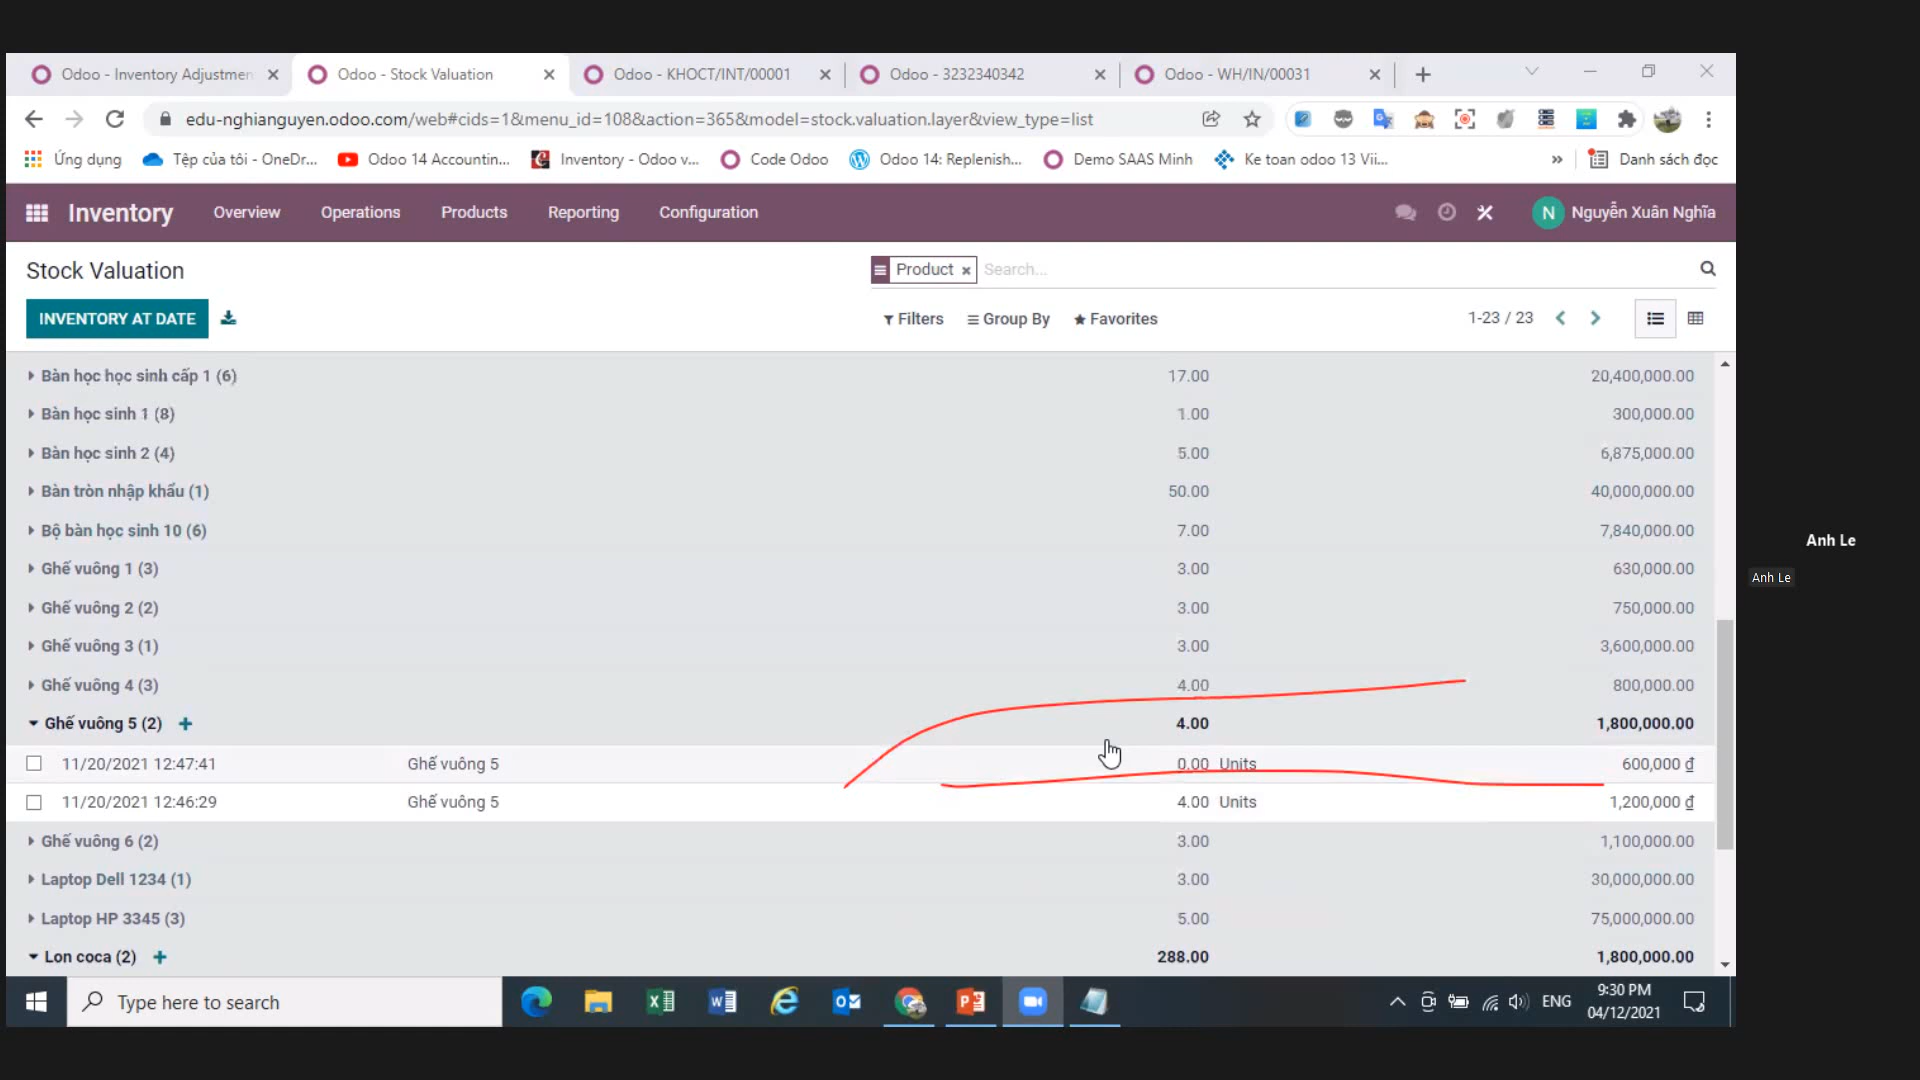 Odoo - Inventory Adjustmen
Odoo - Stock Valuation
Odoo - KHOCT/INT/00001
Odoo - 3232340342
Odoo - WH/IN/00031
edu-nghianguyen.odoo.com/web#cids=1&menu_id=108&action=365&model=stock.valuation.layer&view_type=list
Ứng dụng
Tệp của tôi - OneDr...
Odoo 14 Accountin...
Inventory - Odoo v...
Code Odoo
Odoo 14: Replenish...
Demo SAAS Minh
Ke toan odoo 13 Vii...
»
Danh sách đọc
Inventory Overview Operations Products Reporting Configuration
N Nguyễn Xuân Nghĩa
Stock Valuation
Product × Search...
INVENTORY AT DATE
Filters Group By Favorites
1-23 / 23
Bàn học học sinh cấp 1 (6) 17.00 20,400,000.00
Bàn học sinh 1 (8) 1.00 300,000.00
Bàn học sinh 2 (4) 5.00 6,875,000.00
Bàn tròn nhập khẩu (1) 50.00 40,000,000.00
Bộ bàn học sinh 10 (6) 7.00 7,840,000.00
Ghế vuông 1 (3) 3.00 630,000.00
Ghế vuông 2 (2) 3.00 750,000.00
Ghế vuông 3 (1) 3.00 3,600,000.00
Ghế vuông 4 (3) 4.00 800,000.00
Ghế vuông 5 (2) + 4.00 1,800,000.00
11/20/2021 12:47:41 Ghế vuông 5 0.00 Units 600,000 ₫
11/20/2021 12:46:29 Ghế vuông 5 4.00 Units 1,200,000 ₫
Ghế vuông 6 (2) 3.00 1,100,000.00
Laptop Dell 1234 (1) 3.00 30,000,000.00
Laptop HP 3345 (3) 5.00 75,000,000.00
Lon coca (2) + 288.00 1,800,000.00
Anh Le
Anh Le
Type here to search
ENG
9:30 PM
04/12/2021